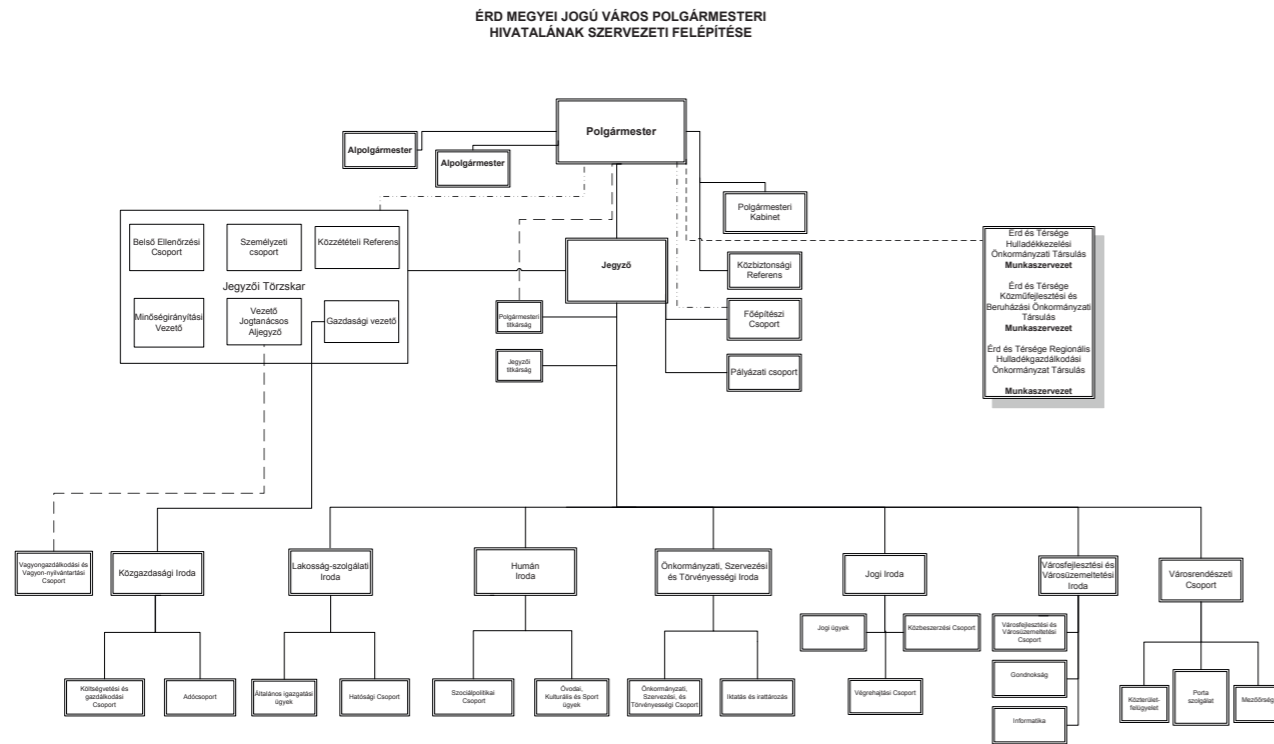 ÉRD MEGYEI JOGÚ VÁROS POLGÁRMESTERI
HIVATALÁNAK SZERVEZETI FELÉPÍTÉSE
Polgármester
Alpolgármester
Alpolgármester
Polgármesteri
Kabinet
Belső Ellenőrzési
Csoport
Személyzeti
csoport
Közzétételi Referens
Jegyzői Törzskar
Minőségirányítási
Vezető
Vezető
Jogtanácsos
Aljegyző
Gazdasági vezető
Jegyző
Közbiztonsági
Referens
Polgármesteri
titkárság
Főépítészi
Csoport
Jegyzői
titkárság
Pályázati csoport
Érd és Térsége
Hulladékkezelési
Önkormányzati Társulás
Munkaszervezet
Érd és Térsége
Közműfejlesztési és
Beruházási Önkormányzati
Társulás
Munkaszervezet
Érd és Térsége Regionális
Hulladékgazdálkodási
Önkormányzat Társulás
Munkaszervezet
Vagyongazdálkodási és
Vagyon-nyilvántartási
Csoport
Közgazdasági Iroda
Lakosság-szolgálati
Iroda
Humán
Iroda
Önkormányzati, Szervezési
és Törvényességi Iroda
Jogi Iroda
Városfejlesztési és
Városüzemeltetési
Iroda
Városrendészeti
Csoport
Költségvetési és
gazdálkodási
Csoport
Adócsoport
Általános igazgatási
ügyek
Hatósági Csoport
Szociálpolitikai
Csoport
Óvodai,
Kulturális és Sport
ügyek
Önkormányzati,
Szervezési, és
Törvényességi Csoport
Iktatás és irattározás
Jogi ügyek
Közbeszerzési Csoport
Végrehajtási Csoport
Városfejlesztési és
Városüzemeltetési
Csoport
Gondnokság
Informatika
Közterület-
felügyelet
Porta
szolgálat
Mezőőrség